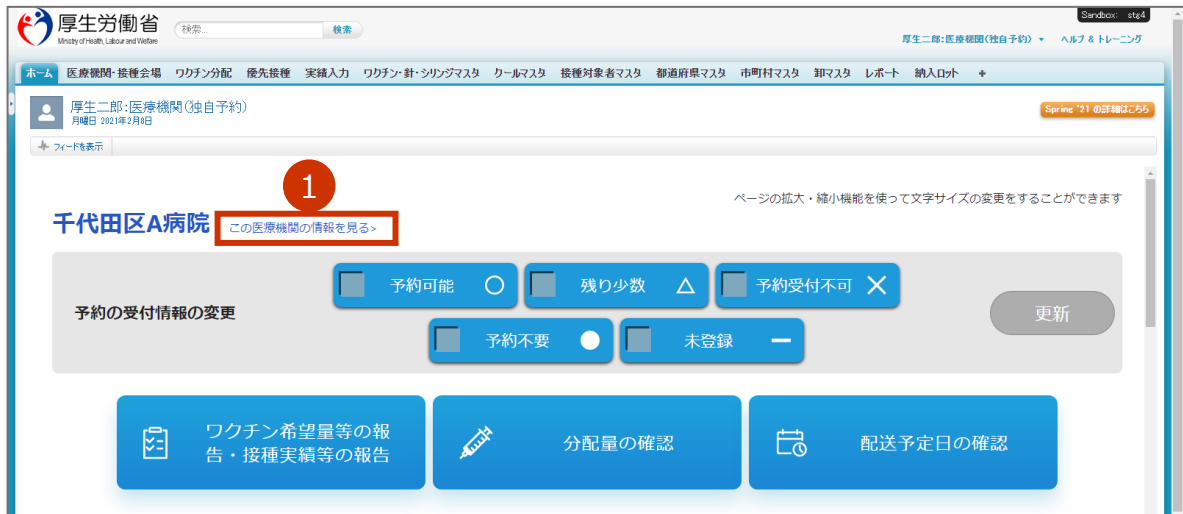 Sandbox: stg4
厚生労働省
Ministry of Health, Labour and Welfare
検索...
検索
厚生二郎:医療機関(独自予約)
ヘルプ & トレーニング
ホーム 医療機関・接種会場 ワクチン分配 優先接種 実績入力 ワクチン・針・シリンジマスタ クールマスタ 接種対象者マスタ 都道府県マスタ 市町村マスタ 卸マスタ レポート 納入ロット +
厚生二郎:医療機関(独自予約)
月曜日 2021年2月8日
Spring '21 の詳細はこちら
フィードを表示
1
ページの拡大・縮小機能を使って文字サイズの変更をすることができます
千代田区A病院 この医療機関の情報を見る>
予約の受付情報の変更
予約可能 ○
残り少数 △
予約受付不可 ×
予約不要 ●
未登録 ー
更新
ワクチン希望量等の報
告・接種実績等の報告
分配量の確認
配送予定日の確認